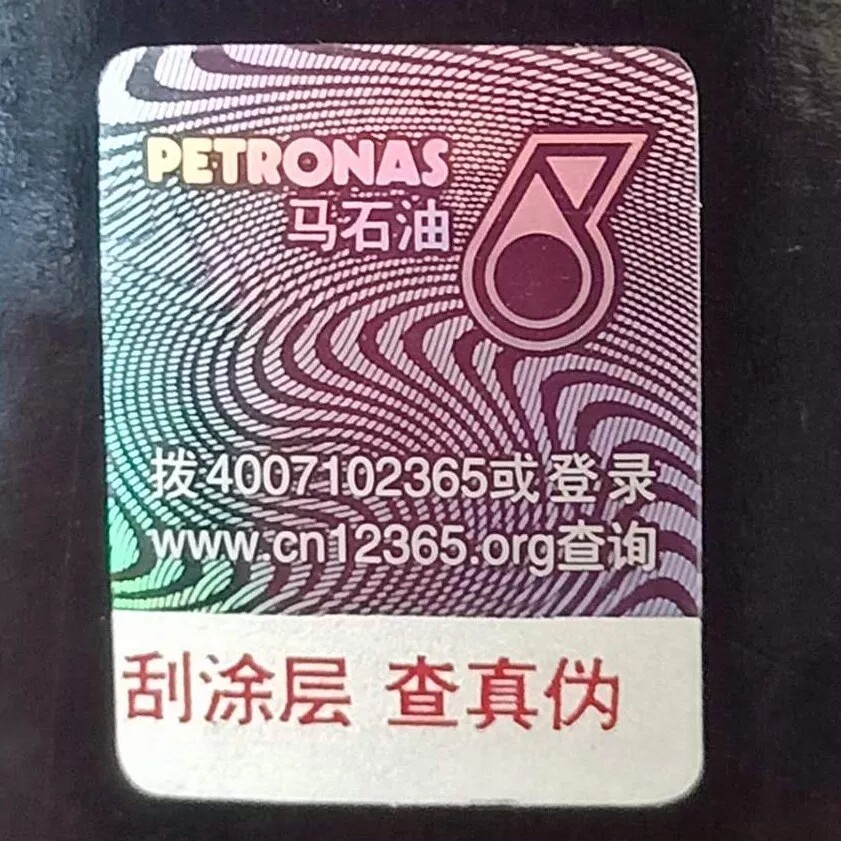 PETRONAS
马石油
拨4007102365或登录
www.cn12365.org查询
刮涂层 查真伪